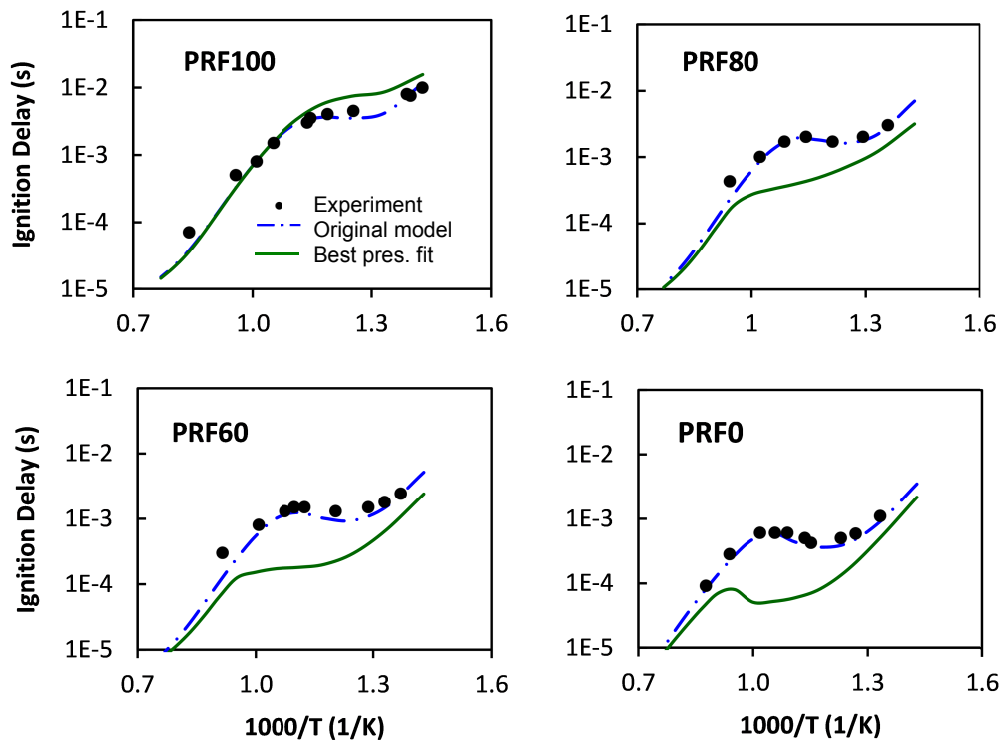 1E-1
PRF100
1E-2
1E-3
1E-4
1E-5
Ignition Delay (s)
Experiment
Original model
Best pres. fit
0.7 1.0 1.3 1.6
1E-1
PRF80
1E-2
1E-3
1E-4
1E-5
0.7 1 1.3 1.6
1E-1
PRF60
1E-2
1E-3
1E-4
1E-5
Ignition Delay (s)
0.7 1.0 1.3 1.6
1000/T (1/K)
1E-1
PRF0
1E-2
1E-3
1E-4
1E-5
0.7 1.0 1.3 1.6
1000/T (1/K)